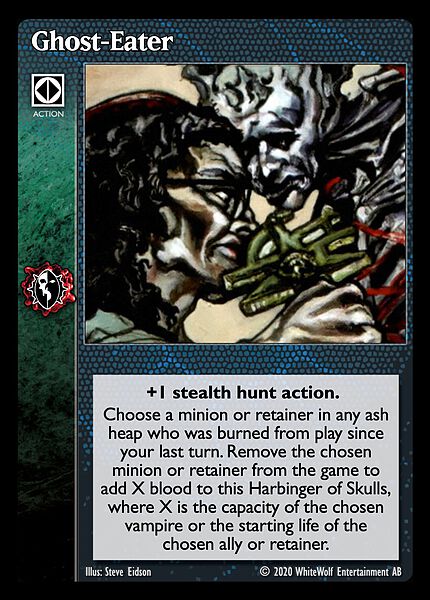 Ghost-Eater
ACTION
+1 stealth hunt action.
Choose a minion or retainer in any ash
heap who was burned from play since
your last turn. Remove the chosen
minion or retainer from the game to
add X blood to this Harbinger of Skulls,
where X is the capacity of the chosen
vampire or the starting life of the
chosen ally or retainer.
Illus: Steve Eidson
© 2020 WhiteWolf Entertainment AB